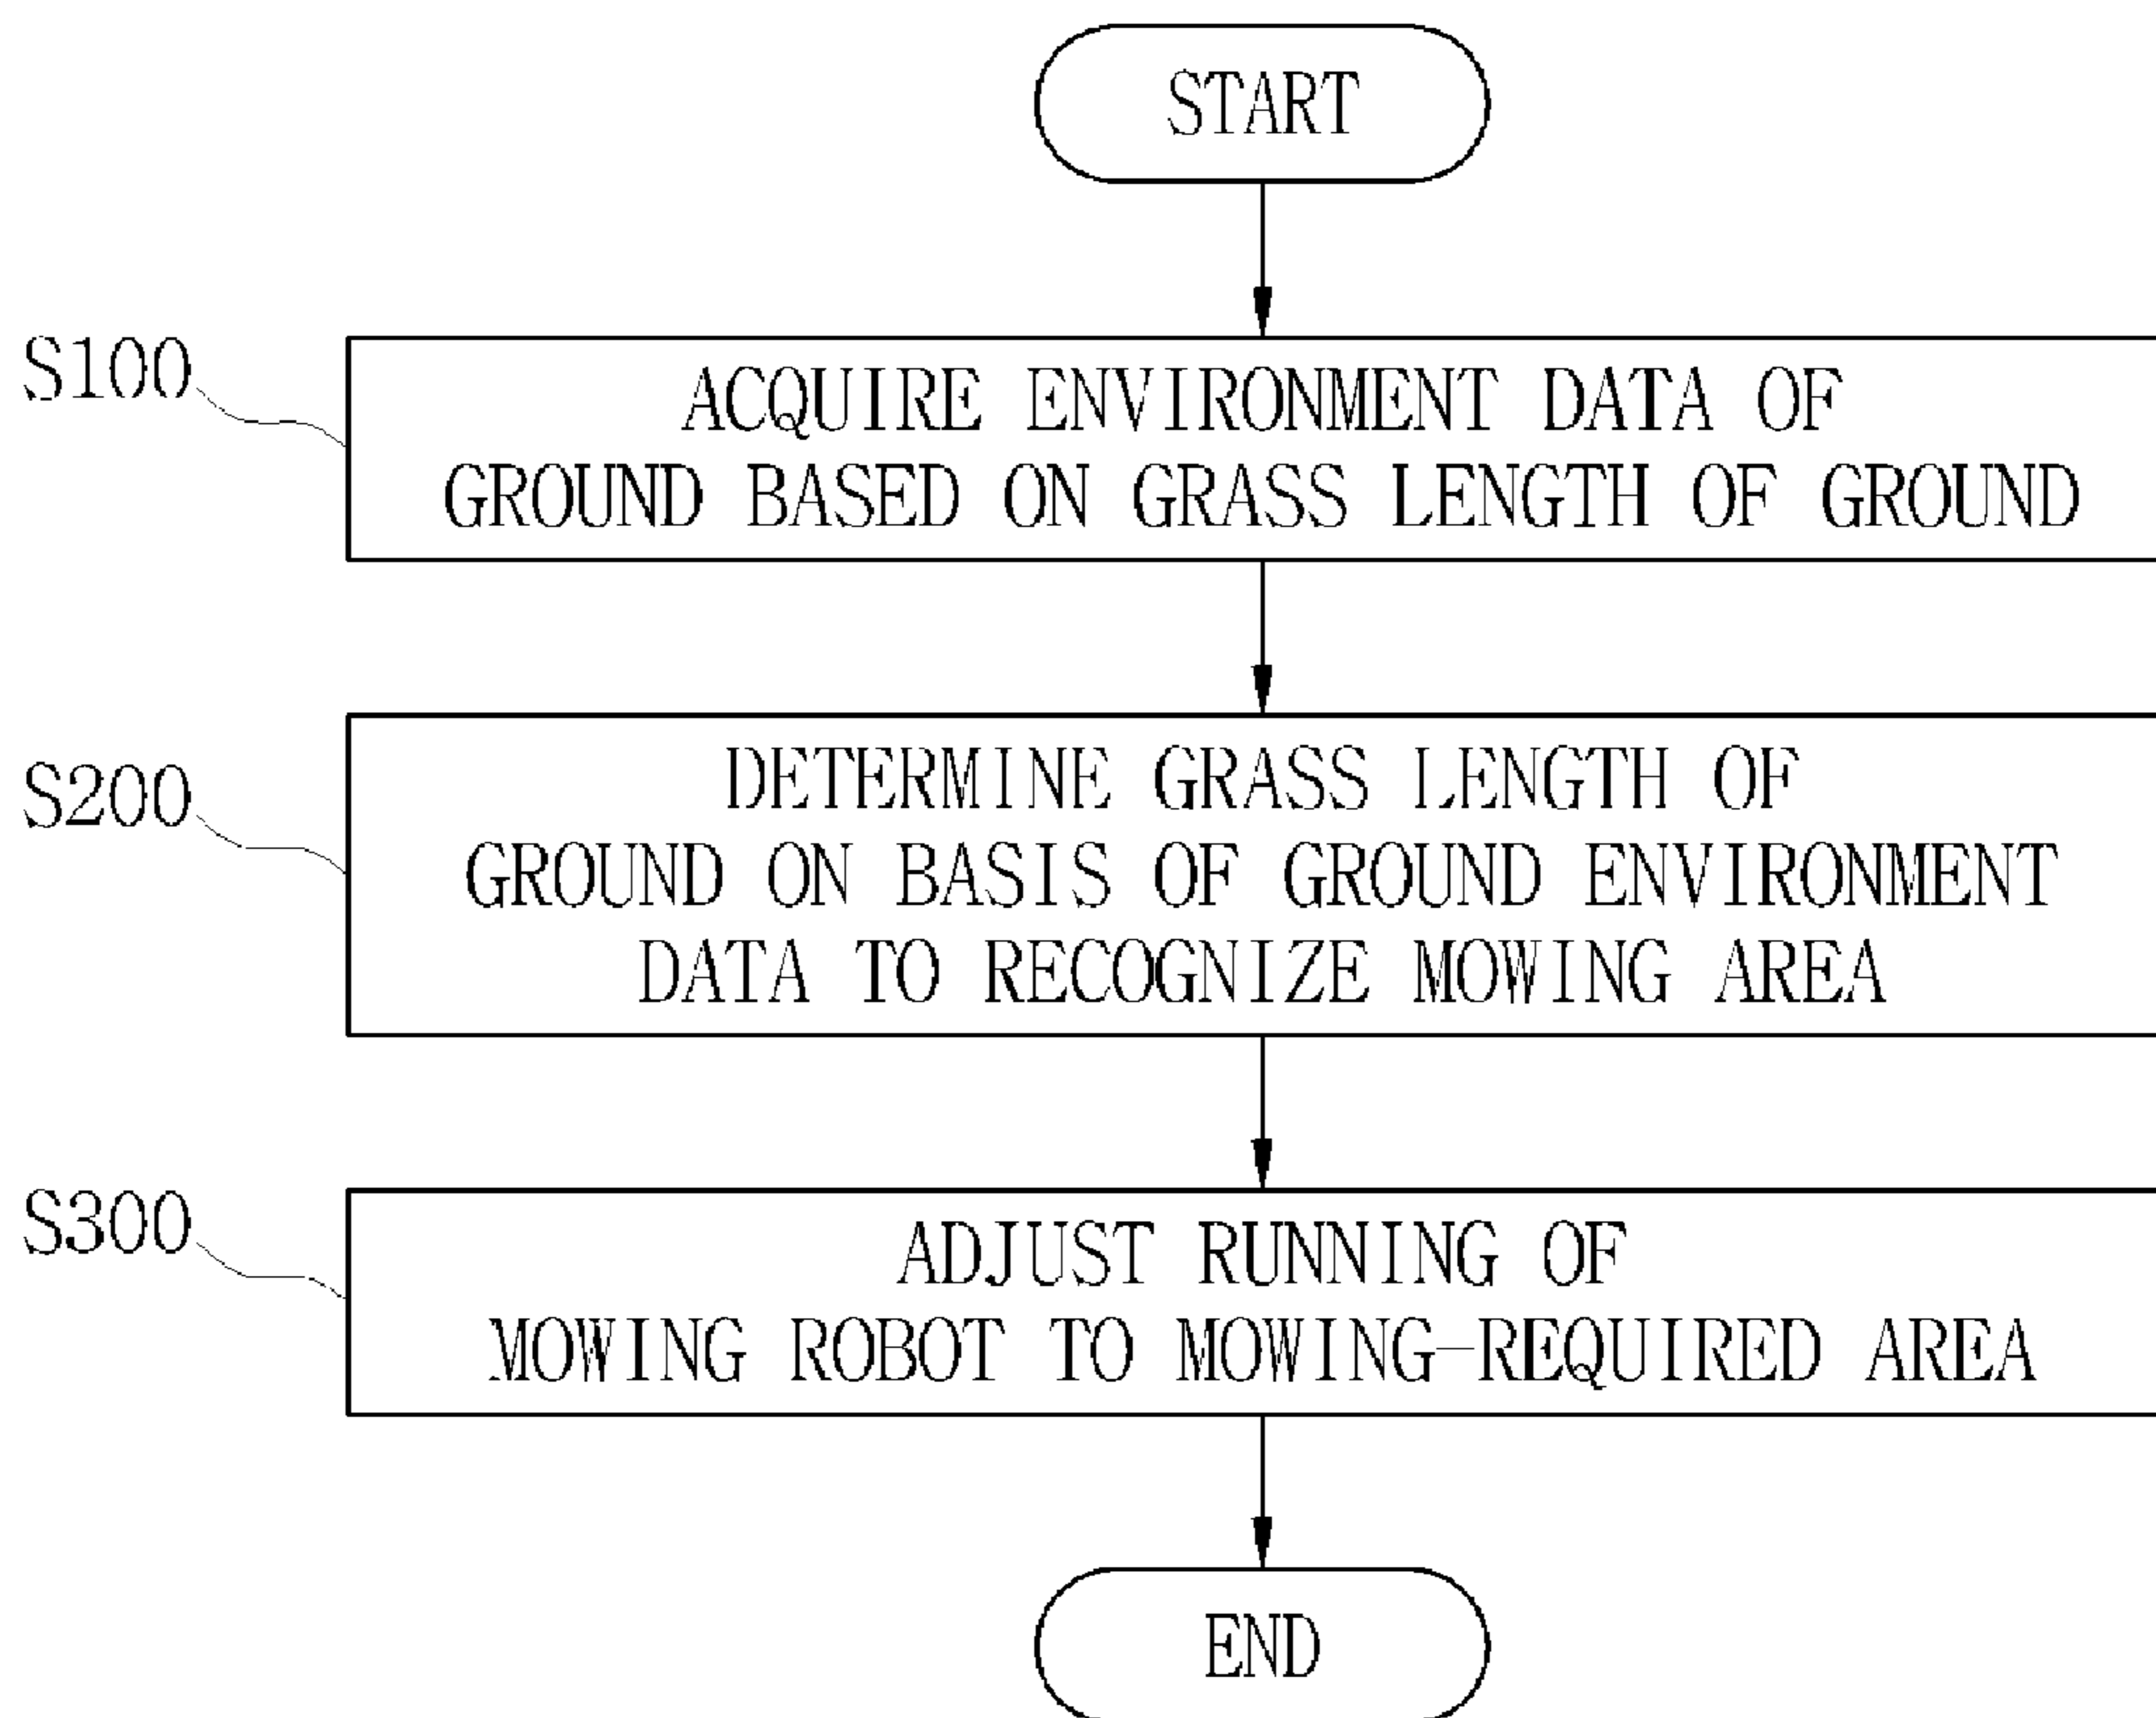 START
S100
ACQUIRE ENVIRONMENT DATA OF
GROUND BASED ON GRASS LENGTH OF GROUND
S200
DETERMINE GRASS LENGTH OF
GROUND ON BASIS OF GROUND ENVIRONMENT
DATA TO RECOGNIZE MOWING AREA
S300
ADJUST RUNNING OF
MOWING ROBOT TO MOWING-REQUIRED AREA
END